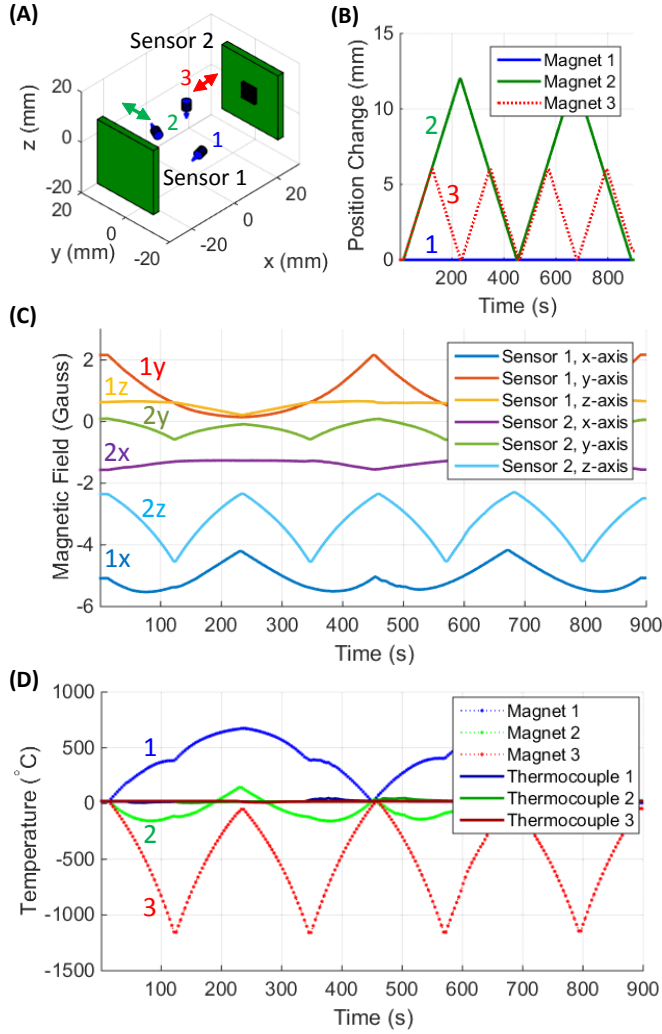 (A)
Sensor 2
3
2
1
Sensor 1
20
0
-20
z (mm)
20
0
-20
y (mm)
-20
0
20
x (mm)
(B)
Position Change (mm)
15
10
5
0
200 400 600 800
Time (s)
Magnet 1
Magnet 2
Magnet 3
2
3
1
(C)
Magnetic Field (Gauss)
2
0
-2
-4
-6
100 200 300 400 500 600 700 800 900
Time (s)
1y
1z
2y
2x
2z
1x
Sensor 1, x-axis
Sensor 1, y-axis
Sensor 1, z-axis
Sensor 2, x-axis
Sensor 2, y-axis
Sensor 2, z-axis
(D)
Temperature (°C)
1000
500
0
-500
-1000
-1500
100 200 300 400 500 600 700 800 900
Time (s)
1
2
3
Magnet 1
Magnet 2
Magnet 3
Thermocouple 1
Thermocouple 2
Thermocouple 3